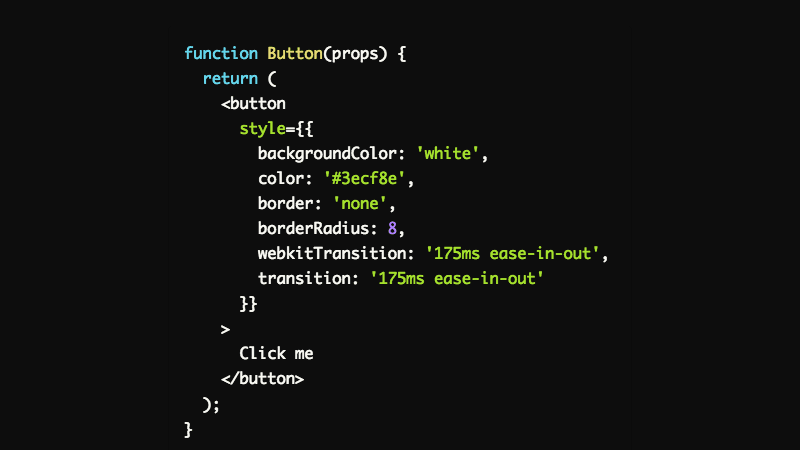 function Button(props) {
  return (
    <button
      style={{
        backgroundColor: 'white',
        color: '#3ecf8e',
        border: 'none',
        borderRadius: 8,
        webkitTransition: '175ms ease-in-out',
        transition: '175ms ease-in-out'
      }}
    >
      Click me
    </button>
  );
}